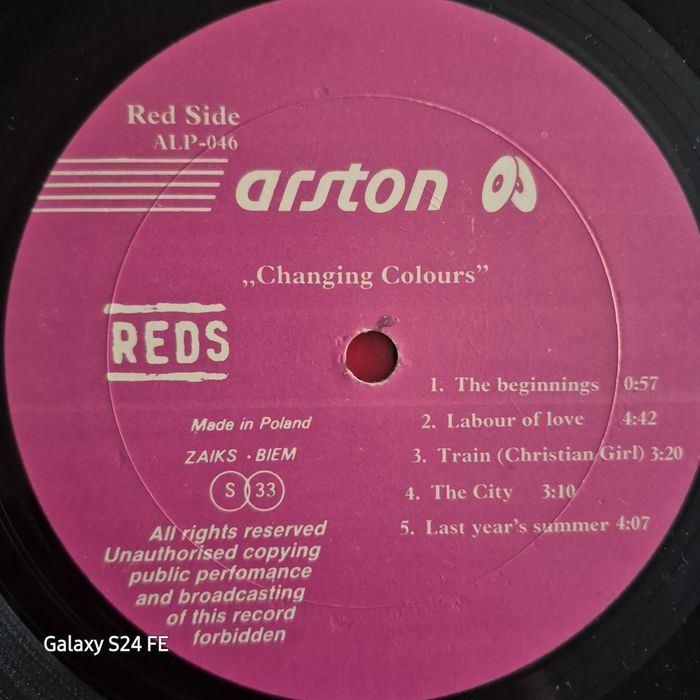 Red Side
ALP-046
arston
„Changing Colours”
REDS
1. The beginnings 0:57
2. Labour of love 4:42
3. Train (Christian Girl) 3:20
4. The City 3:10
5. Last year's summer 4:07
Made in Poland
ZAIKS · BIEM
S 33
All rights reserved
Unauthorised copying
public perfomance
and broadcasting
of this record
forbidden
Galaxy S24 FE